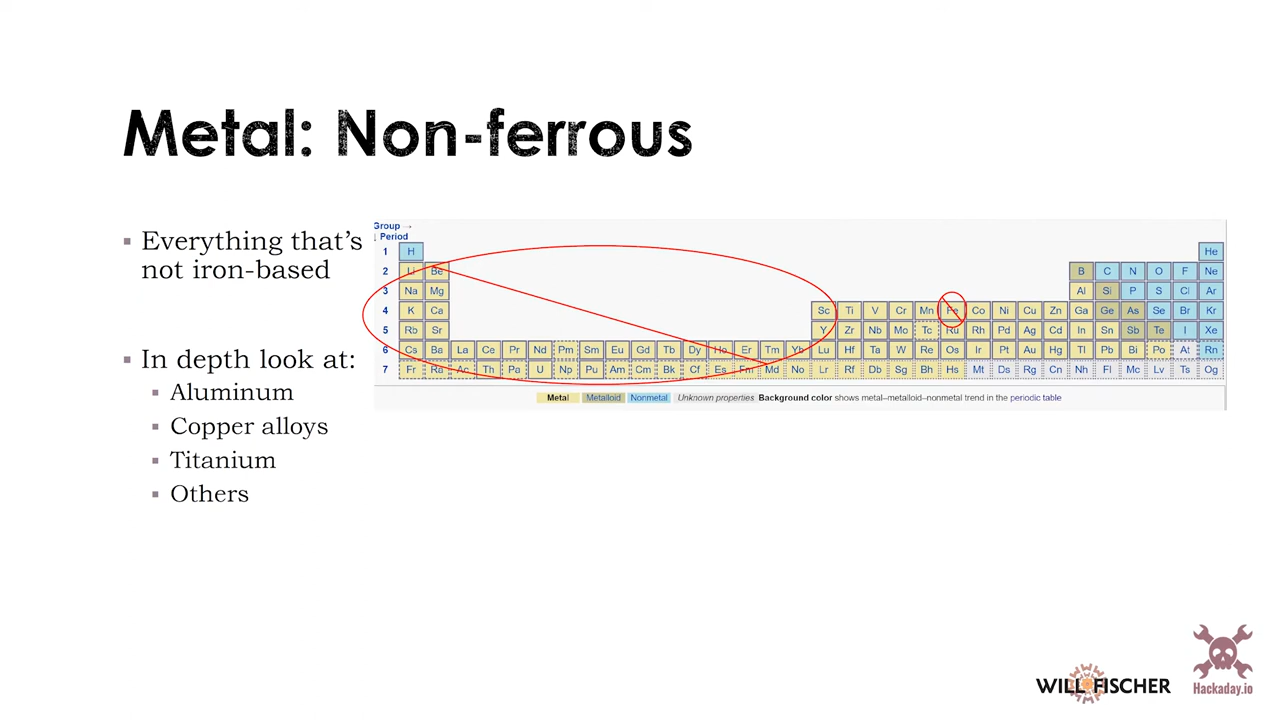 Metal: Non-ferrous
▪ Everything that's
not iron-based
▪ In depth look at:
▪ Aluminum
▪ Copper alloys
▪ Titanium
▪ Others
Group →
↓ Period
1 H He
2 Li Be B C N O F Ne
3 Na Mg Al Si P S Cl Ar
4 K Ca Sc Ti V Cr Mn Fe Co Ni Cu Zn Ga Ge As Se Br Kr
5 Rb Sr Y Zr Nb Mo Tc Ru Rh Pd Ag Cd In Sn Sb Te I Xe
6 Cs Ba La Ce Pr Nd Pm Sm Eu Gd Tb Dy Ho Er Tm Yb Lu Hf Ta W Re Os Ir Pt Au Hg Tl Pb Bi Po At Rn
7 Fr Ra Ac Th Pa U Np Pu Am Cm Bk Cf Es Fm Md No Lr Rf Db Sg Bh Hs Mt Ds Rg Cn Nh Fl Mc Lv Ts Og
Metal Metalloid Nonmetal Unknown properties Background color shows metal–metalloid–nonmetal trend in the periodic table
WILL FISCHER
Hackaday.io